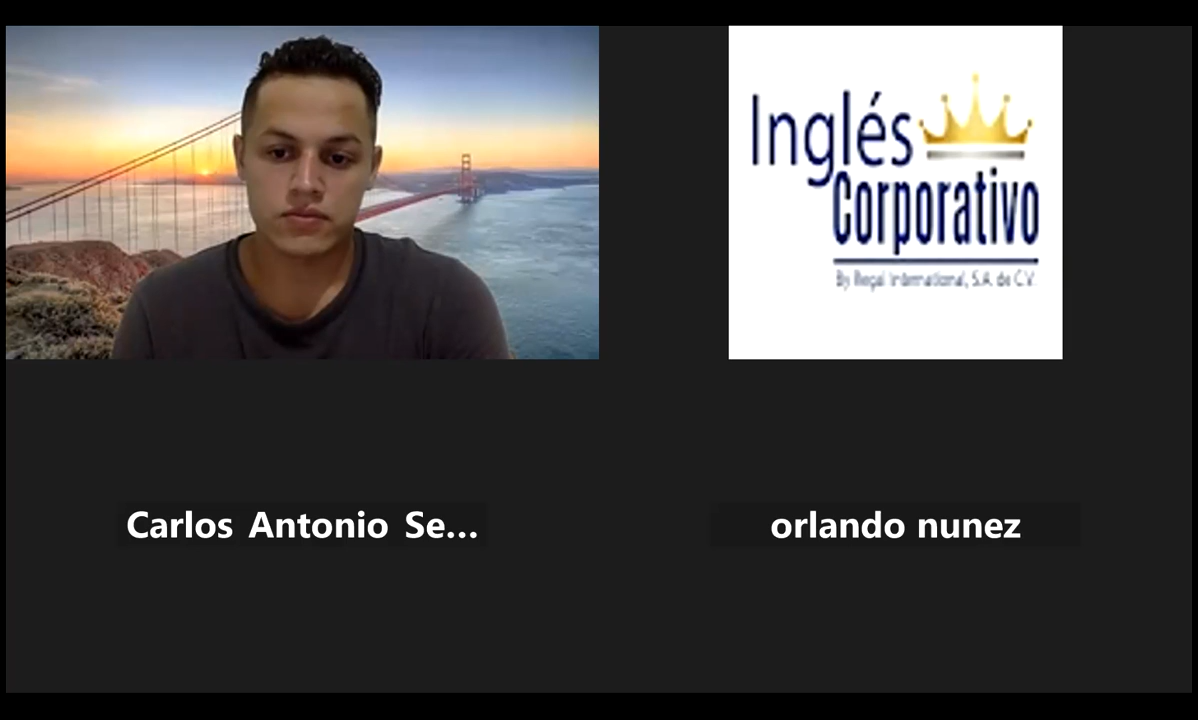 Inglés
Corporativo
By Regal International, S.A. de C.V.
Carlos Antonio Se...
orlando nunez